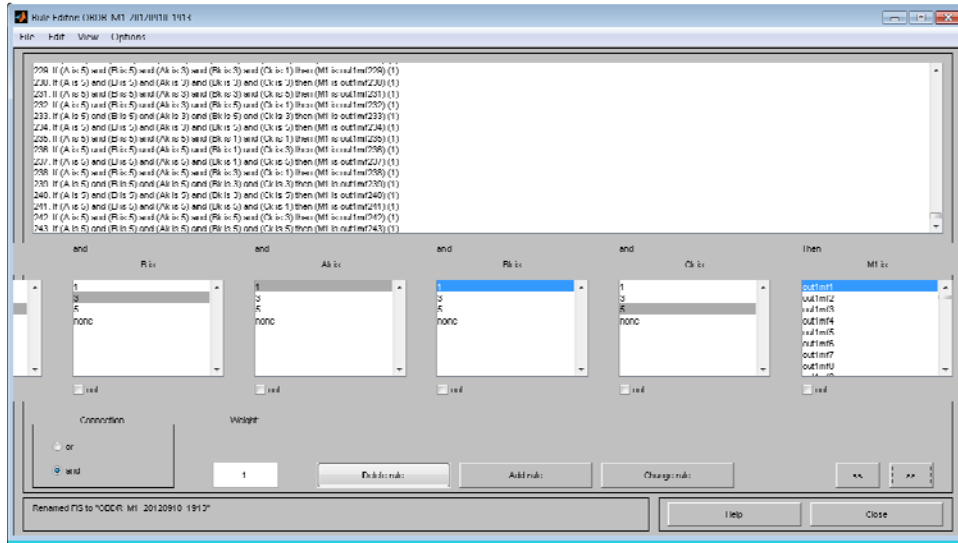 Rule Editor: OBDR_M1_20120910_1913
File Edit View Options
229. If (A is 5) and (B is 5) and (Ak is 3) and (Bk is 3) and (Ck is 1) then (M1 is out1mf229) (1)
230. If (A is 5) and (B is 5) and (Ak is 3) and (Bk is 3) and (Ck is 3) then (M1 is out1mf230) (1)
231. If (A is 5) and (B is 5) and (Ak is 3) and (Bk is 3) and (Ck is 5) then (M1 is out1mf231) (1)
232. If (A is 5) and (B is 5) and (Ak is 3) and (Bk is 5) and (Ck is 1) then (M1 is out1mf232) (1)
233. If (A is 5) and (B is 5) and (Ak is 3) and (Bk is 5) and (Ck is 3) then (M1 is out1mf233) (1)
234. If (A is 5) and (B is 5) and (Ak is 3) and (Bk is 5) and (Ck is 5) then (M1 is out1mf234) (1)
235. If (A is 5) and (B is 5) and (Ak is 5) and (Bk is 1) and (Ck is 1) then (M1 is out1mf235) (1)
236. If (A is 5) and (B is 5) and (Ak is 5) and (Bk is 1) and (Ck is 3) then (M1 is out1mf236) (1)
237. If (A is 5) and (B is 5) and (Ak is 5) and (Bk is 1) and (Ck is 5) then (M1 is out1mf237) (1)
238. If (A is 5) and (B is 5) and (Ak is 5) and (Bk is 3) and (Ck is 1) then (M1 is out1mf238) (1)
239. If (A is 5) and (B is 5) and (Ak is 5) and (Bk is 3) and (Ck is 3) then (M1 is out1mf239) (1)
240. If (A is 5) and (B is 5) and (Ak is 5) and (Bk is 3) and (Ck is 5) then (M1 is out1mf240) (1)
241. If (A is 5) and (B is 5) and (Ak is 5) and (Bk is 5) and (Ck is 1) then (M1 is out1mf241) (1)
242. If (A is 5) and (B is 5) and (Ak is 5) and (Bk is 5) and (Ck is 3) then (M1 is out1mf242) (1)
243. If (A is 5) and (B is 5) and (Ak is 5) and (Bk is 5) and (Ck is 5) then (M1 is out1mf243) (1)
and and and and Then
B is Ak is Bk is Ck is M1 is
1 1 1 1 out1mf1
3 3 3 3 out1mf2
5 5 5 5 out1mf3
none none none none out1mf4
out1mf5
out1mf6
out1mf7
out1mf8
not not not not not
Connection Weight:
or
and 1 Delete rule Add rule Change rule << >>
Renamed FIS to "OBDR_M1_20120910_1913" Help Close